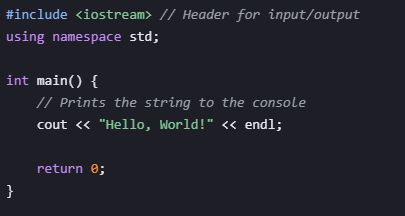 #include <iostream> // Header for input/output
using namespace std;
int main() {
// Prints the string to the console
cout << "Hello, World!" << endl;
return 0;
}